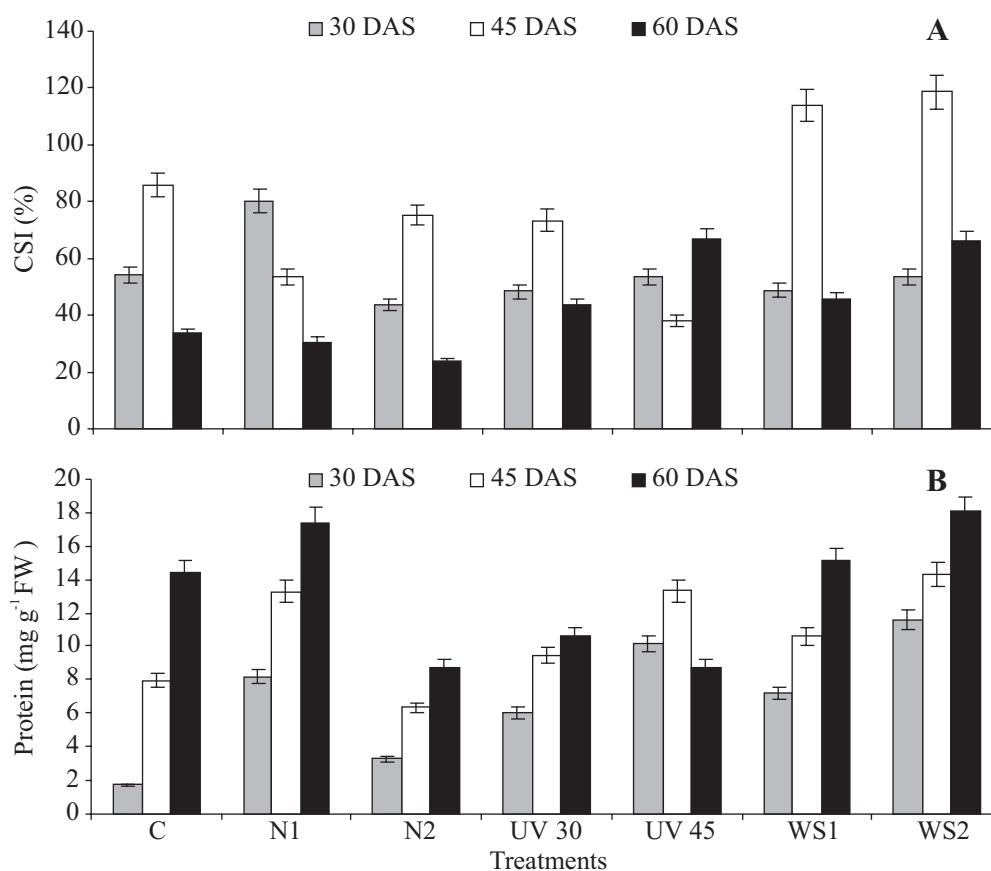 140
120
100
80
60
40
20
0
CSI (%)
30 DAS 45 DAS 60 DAS
A
20
18
16
14
12
10
8
6
4
2
0
Protein (mg g⁻¹ FW )
30 DAS 45 DAS 60 DAS
B
C N1 N2 UV 30 UV 45 WS1 WS2
Treatments